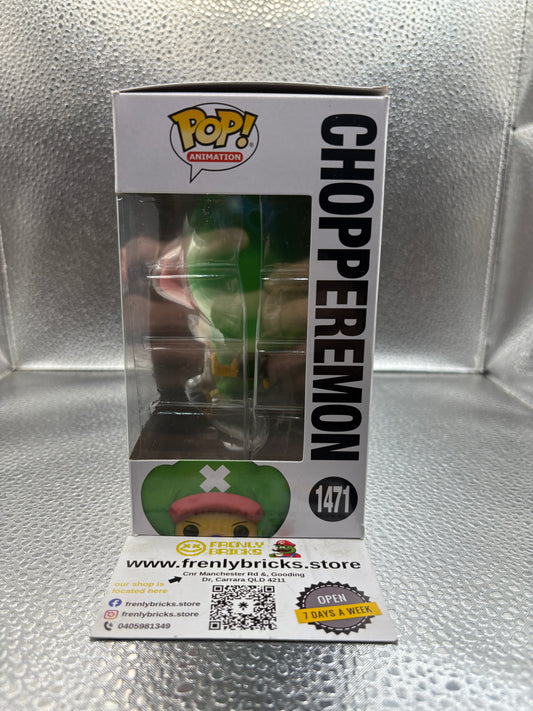 POP!
ANIMATION
CHOPPEREMON
1471
FRENLY
BRICKS
www.frenlybricks.store
Cnr Manchester Rd &, Gooding
Dr, Carrara QLD 4211
our shop is
located here
frenlybricks.store
frenlybricks.store
0405981349
OPEN
7 DAYS A WEEK